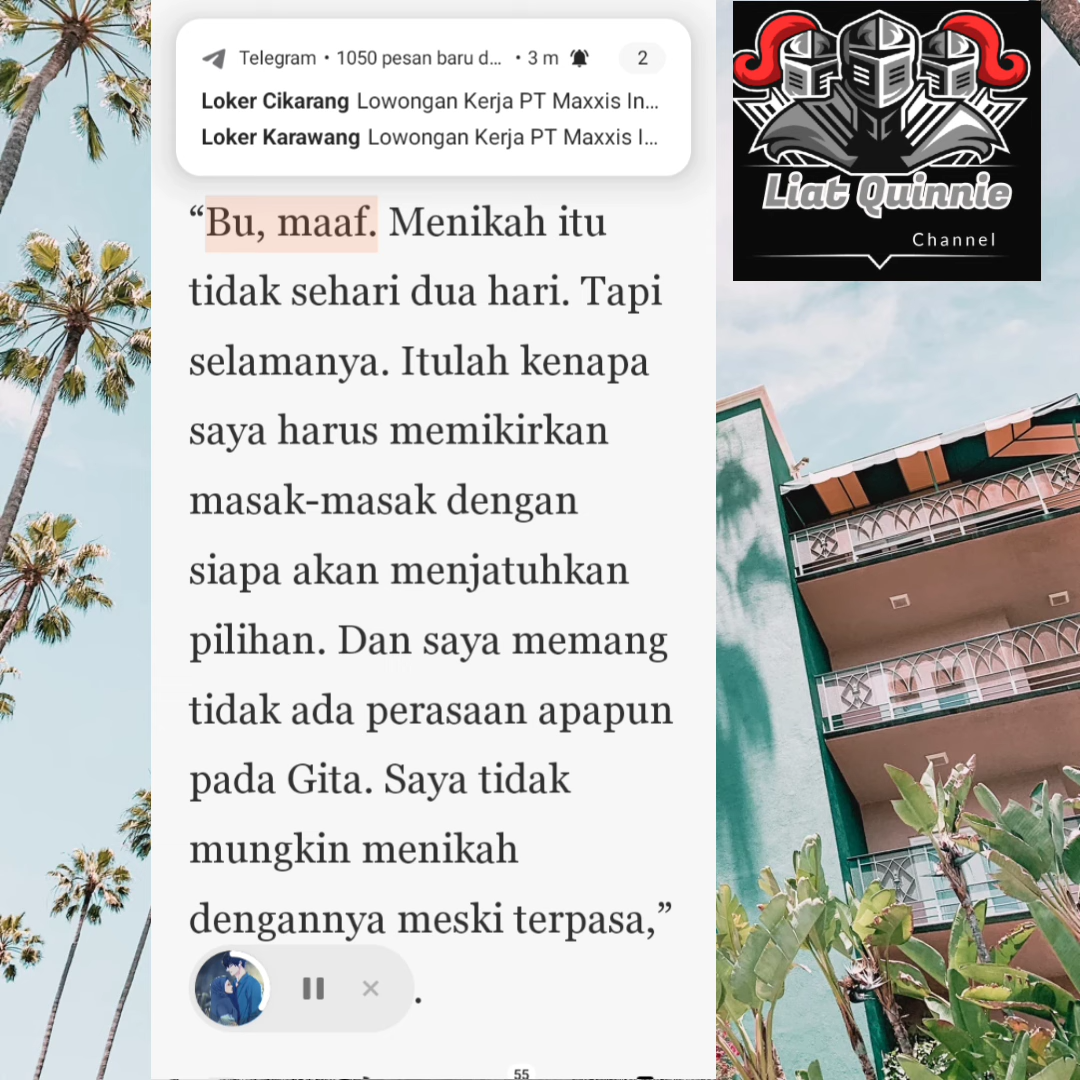 Telegram • 1050 pesan baru d... • 3 m 2
Loker Cikarang Lowongan Kerja PT Maxxis In...
Loker Karawang Lowongan Kerja PT Maxxis I...
Liat Quinnie
Channel
“Bu, maaf. Menikah itu
tidak sehari dua hari. Tapi
selamanya. Itulah kenapa
saya harus memikirkan
masak-masak dengan
siapa akan menjatuhkan
pilihan. Dan saya memang
tidak ada perasaan apapun
pada Gita. Saya tidak
mungkin menikah
dengannya meski terpasa,”
.
55